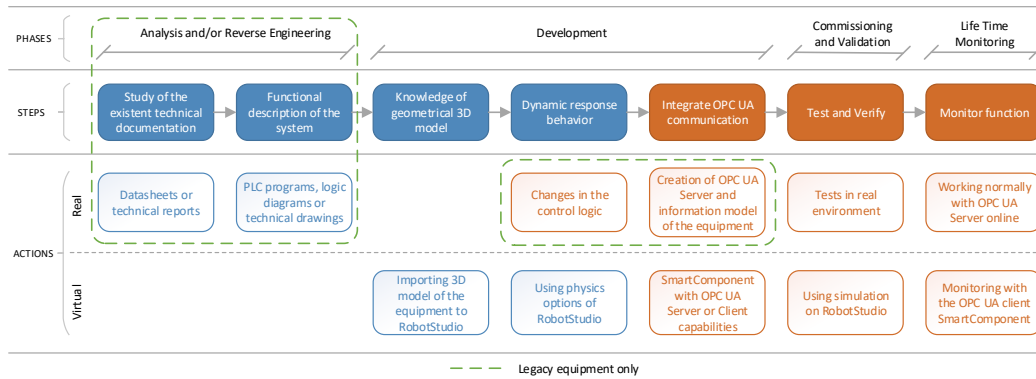 PHASES
Analysis and/or Reverse Engineering
Development
Commissioning
and Validation
Life Time
Monitoring
STEPS
Study of the
existent technical
documentation
Functional
description of the
system
Knowledge of
geometrical 3D
model
Dynamic response
behavior
Integrate OPC UA
communication
Test and Verify
Monitor function
ACTIONS
Real
Datasheets or
technical reports
PLC programs, logic
diagrams or
technical drawings
Changes in the
control logic
Creation of OPC UA
Server and
information model
of the equipment
Tests in real
environment
Working normally
with OPC UA
Server online
Virtual
Importing 3D
model of the
equipment to
RobotStudio
Using physics
options of
RobotStudio
SmartComponent
with OPC UA
Server or Client
capabilities
Using simulation
on RobotStudio
Monitoring with
the OPC UA client
SmartComponent
Legacy equipment only